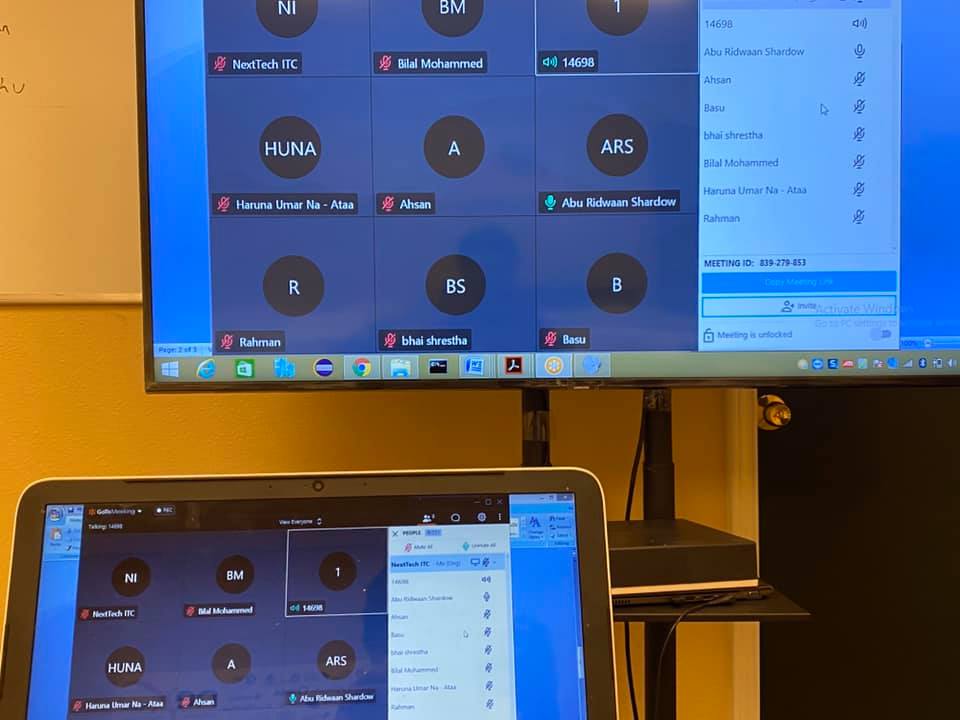 NI
BM
1
NextTech ITC
Bilal Mohammed
14698
HUNA
A
ARS
Haruna Umar Na - Ataa
Ahsan
Abu Ridwaan Shardow
R
BS
B
Rahman
bhai shrestha
Basu
14698
Abu Ridwaan Shardow
Ahsan
Basu
bhai shrestha
Bilal Mohammed
Haruna Umar Na - Ataa
Rahman
MEETING ID: 839-279-853
Copy Meeting Link
Invite
Activate Wind
Go to PC settings to
Meeting is unlocked
Page: 2 of 3
100%
GoToMeeting
REC
Talking: 14698
View Everyone
NI
BM
1
NextTech ITC
Bilal Mohammed
14698
HUNA
A
ARS
Haruna Umar Na - Ataa
Ahsan
Abu Ridwaan Shardow
PEOPLE
Mute All
Unmute All
NextTech ITC - Me (Org)
14698
Abu Ridwaan Shardow
Ahsan
Basu
bhai shrestha
Bilal Mohammed
Haruna Umar Na - Ataa
Rahman